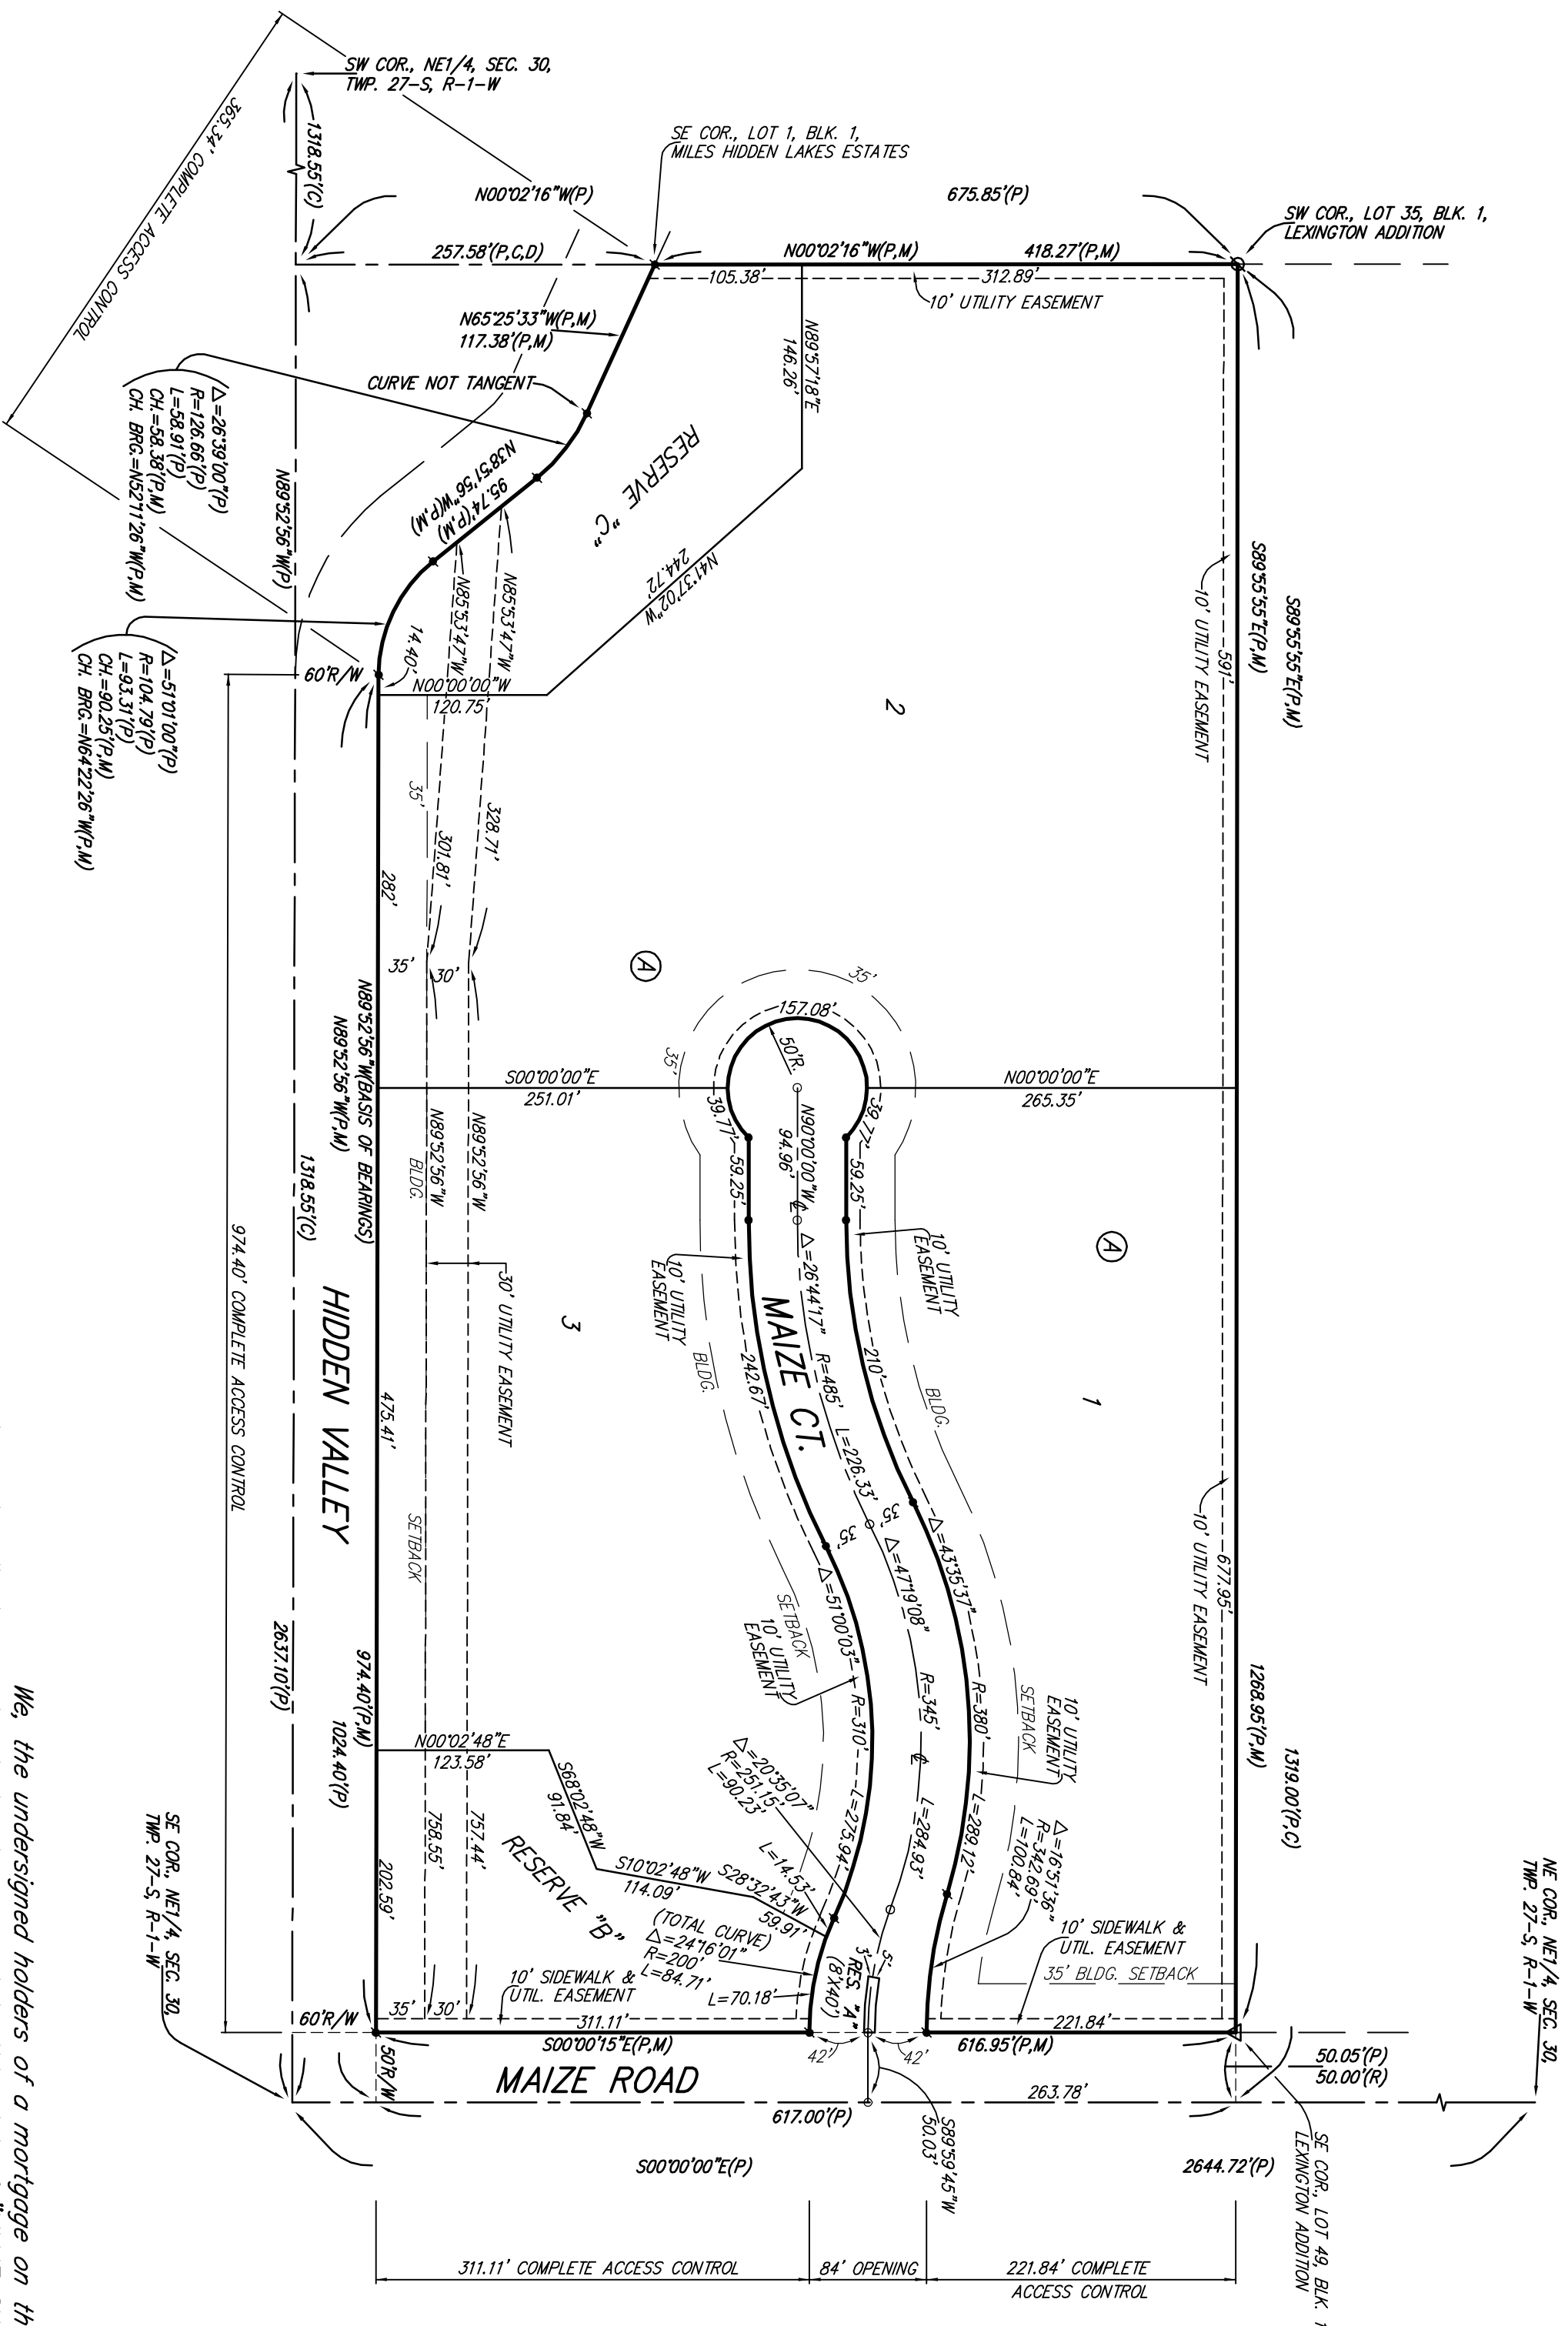 SW COR., NE1/4, SEC. 30,
TWP. 27-S, R-1-W
365.34' COMPLETE ACCESS CONTROL
1318.55'(C)
SE COR., LOT 1, BLK. 1,
MILES HIDDEN LAKES ESTATES
N00°02'16"W(P)
675.85'(P)
SW COR., LOT 35, BLK. 1,
LEXINGTON ADDITION
257.58'(P,C,D)
N00°02'16"W(P,M)
418.27'(P,M)
105.38'
312.89'
10' UTILITY EASEMENT
N65°25'33"W(P,M)
117.38'(P,M)
CURVE NOT TANGENT
N89°57'18"E
146.26'
△=26°39'00"(P)
R=126.66'(P)
L=58.91'(P)
CH.=58.38'(P,M)
CH. BRG.=N52°11'26"W(P,M)
N89°52'56"W(P)
N38°51'56"W(P,M)
95.74'(P,M)
RESERVE "C"
N41°37'02"W
244.72'
S89°55'55"E(P,M)
S89°55'55"E(P,M)
591'
10' UTILITY EASEMENT
N85°53'47"W
N85°53'47"W
△=51°01'00"(P)
R=104.79'(P)
L=93.31'(P)
CH.=90.25'(P,M)
CH. BRG.=N64°22'26"W(P,M)
60'R/W
14.40'
N00°00'00"W
120.75'
2
35'
301.81'
328.71'
282'
35'
30'
A
35'
157.08'
50'R.
35'
S00°00'00"E
251.01'
N00°00'00"E
265.35'
39.77'
39.77'
N90°00'00"W
94.96'
59.25'
59.25'
N89°52'56"W(BASIS OF BEARINGS)
N89°52'56"W(P,M)
N89°52'56"W
N89°52'56"W
BLDG.
1318.55'(C)
974.40' COMPLETE ACCESS CONTROL
30' UTILITY EASEMENT
HIDDEN VALLEY
3
A
10' UTILITY
EASEMENT
10' UTILITY
EASEMENT
MAIZE CT.
△=26°44'17"
R=485'
L=226.33'
210'
242.67'
BLDG.
BLDG.
1
475.41'
SETBACK
35'
35'
△=47°19'08"
R=345'
L=284.93'
△=43°35'37"
R=380'
L=289.12'
△=51°00'03"
R=310'
L=275.94'
SETBACK
10' UTILITY
EASEMENT
SETBACK
10' UTILITY
EASEMENT
10' UTILITY EASEMENT
677.95'
1268.95'(P,M)
1319.00'(P,C)
2637.10'(P)
974.40'(P,M)
1024.40'(P)
N00°02'48"E
123.58'
S68°02'48"W
91.84'
S10°02'48"W
114.09'
S28°32'43"W
59.91'
△=20°35'07"
R=251.15'
L=90.23'
L=14.53'
△=16°51'36"
R=342.69'
L=100.84'
758.55'
757.44'
202.59'
RESERVE "B"
(TOTAL CURVE)
△=24°16'01"
R=200'
L=84.71'
L=70.18'
RES. "A"
(8'X40')
3'
5'
10' SIDEWALK &
UTIL. EASEMENT
35' BLDG. SETBACK
10' SIDEWALK &
UTIL. EASEMENT
35'
30'
311.11'
221.84'
60'R/W
S00°00'15"E(P,M)
616.95'(P,M)
42'
42'
50'R/W
MAIZE ROAD
263.78'
617.00'(P)
S89°59'45"W
50.03'
50.05'(P)
50.00'(R)
SE COR., NE1/4, SEC. 30,
TWP. 27-S, R-1-W
NE COR., NE1/4, SEC. 30,
TWP. 27-S, R-1-W
SE COR., LOT 49, BLK. 1
LEXINGTON ADDITION
S00°00'00"E(P)
2644.72'(P)
311.11' COMPLETE ACCESS CONTROL
84' OPENING
221.84' COMPLETE
ACCESS CONTROL
We, the undersigned holders of a mortgage on th